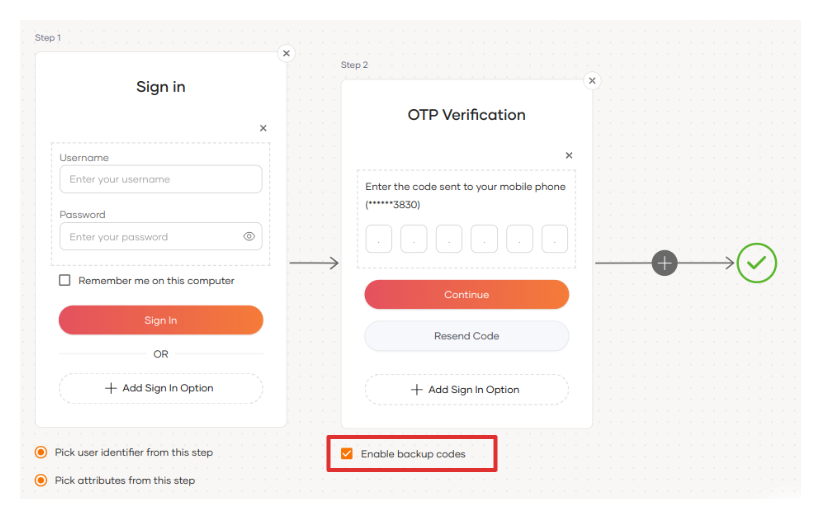 Step 1
Sign in
Username
Enter your username
Password
Enter your password
Remember me on this computer
Sign In
OR
Add Sign In Option
Pick user identifier from this step
Pick attributes from this step
Step 2
OTP Verification
Enter the code sent to your mobile phone
(******3830)
Continue
Resend Code
Add Sign In Option
Enable backup codes